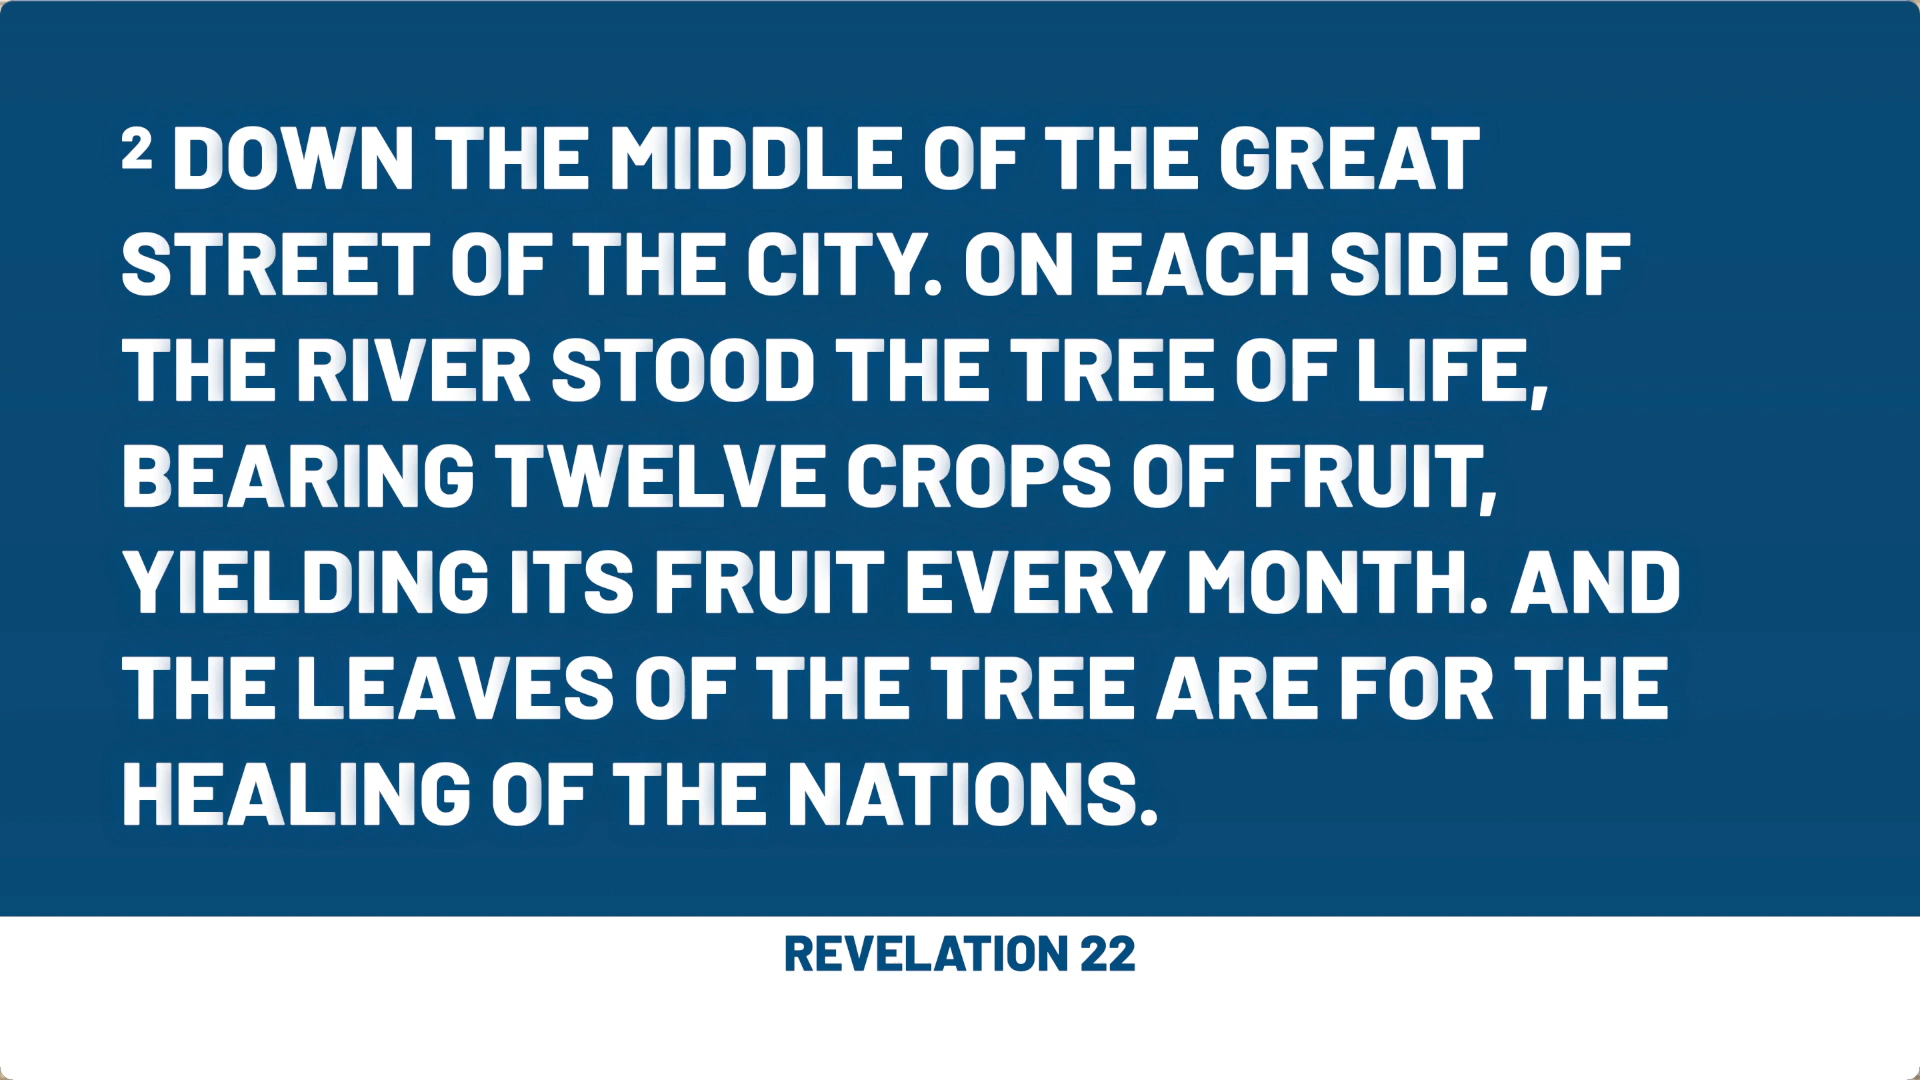 ² DOWN THE MIDDLE OF THE GREAT
STREET OF THE CITY. ON EACH SIDE OF
THE RIVER STOOD THE TREE OF LIFE,
BEARING TWELVE CROPS OF FRUIT,
YIELDING ITS FRUIT EVERY MONTH. AND
THE LEAVES OF THE TREE ARE FOR THE
HEALING OF THE NATIONS.
REVELATION 22